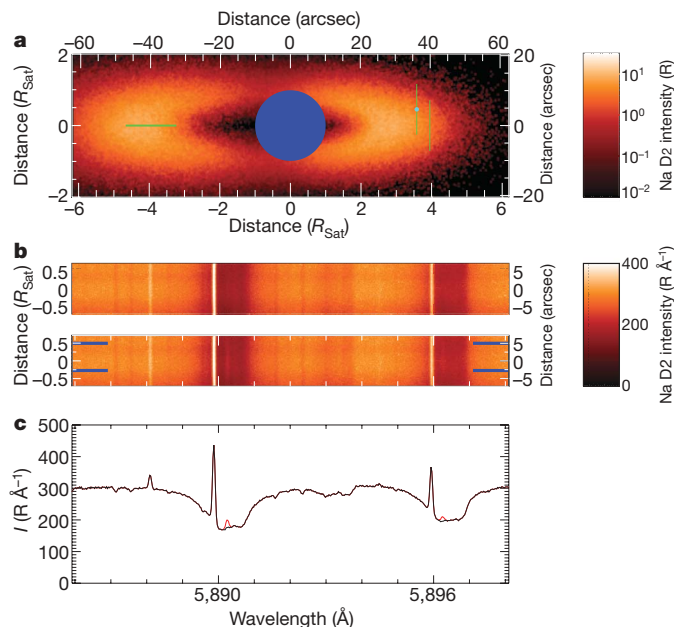 Distance (arcsec)
a
−60 −40 −20 0 20 40 60
Distance (R_Sat)
2
0
−2
20
0
−20
Distance (arcsec)
−6 −4 −2 0 2 4 6
Distance (R_Sat)
10¹
10⁰
10⁻¹
10⁻²
Na D2 intensity (R)
b
Distance (R_Sat)
0.5
0
−0.5
5
0
−5
0.5
0
−0.5
5
0
−5
Distance (arcsec)
400
200
0
Na D2 intensity (R Å⁻¹)
c
I (R Å⁻¹)
500
400
300
200
100
0
5,890 5,896
Wavelength (Å)